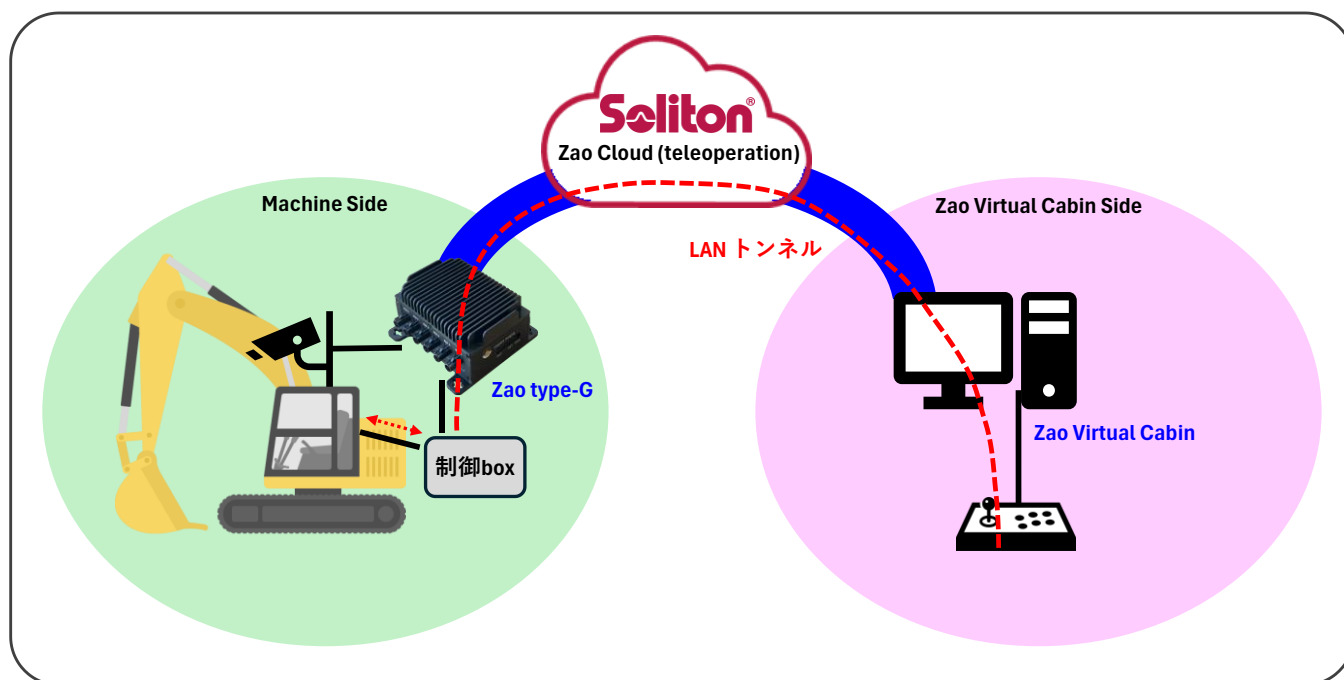 Soliton®
Zao Cloud (teleoperation)
Machine Side
Zao Virtual Cabin Side
LAN トンネル
Zao type-G
Zao Virtual Cabin
制御box